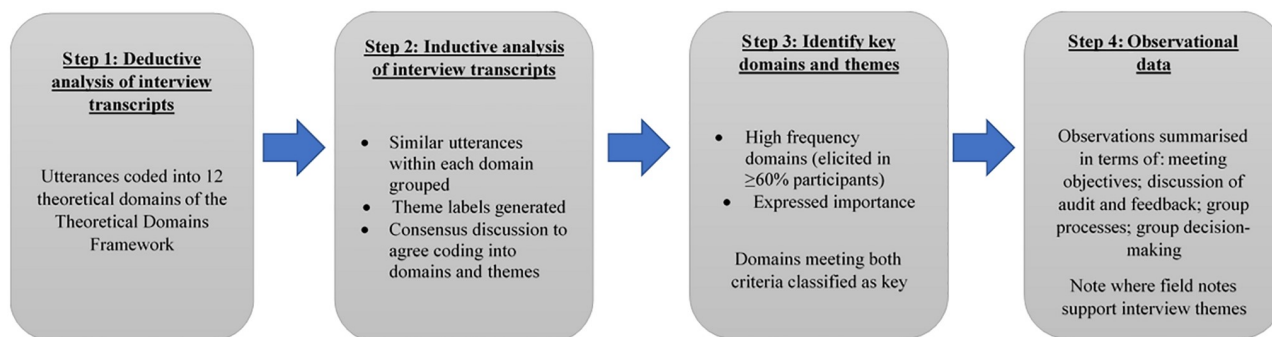 Step 1: Deductive
analysis of interview
transcripts
Utterances coded into 12
theoretical domains of the
Theoretical Domains
Framework
Step 2: Inductive analysis
of interview transcripts
• Similar utterances
within each domain
grouped
• Theme labels generated
• Consensus discussion to
agree coding into
domains and themes
Step 3: Identify key
domains and themes
• High frequency
domains (elicited in
≥60% participants)
• Expressed importance
Domains meeting both
criteria classified as key
Step 4: Observational
data
Observations summarised
in terms of: meeting
objectives; discussion of
audit and feedback; group
processes; group decision-
making
Note where field notes
support interview themes